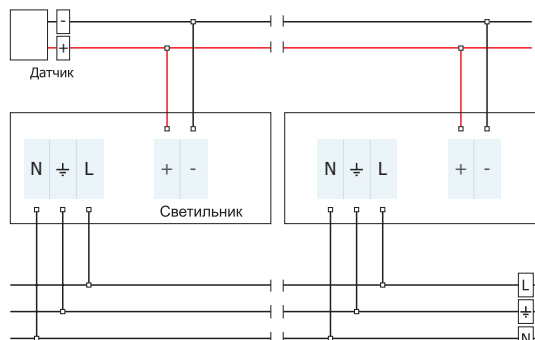 -
+
Датчик
N ⏚ L + -
N ⏚ L + -
Светильник
L
⏚
N